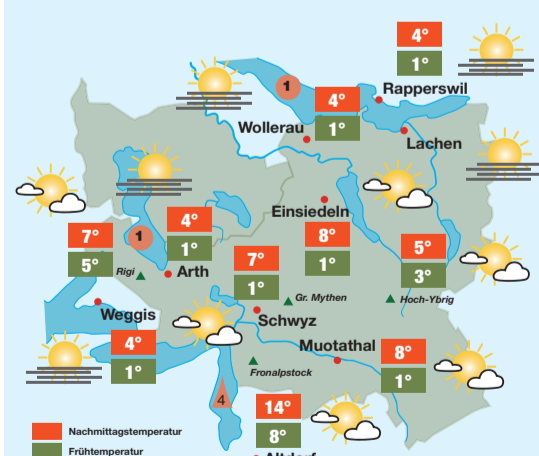 4°
1°
Rapperswil
1
4°
1°
Wollerau
Lachen
Einsiedeln
8°
1°
4°
1°
7°
5°
1
Rigi
Arth
7°
1°
5°
3°
Gr. Mythen
Hoch-Ybrig
Weggis
Schwyz
4°
1°
Muotathal
8°
1°
Fronalpstock
4
14°
8°
Nachmittagstemperatur
Frühtemperatur
Altdorf